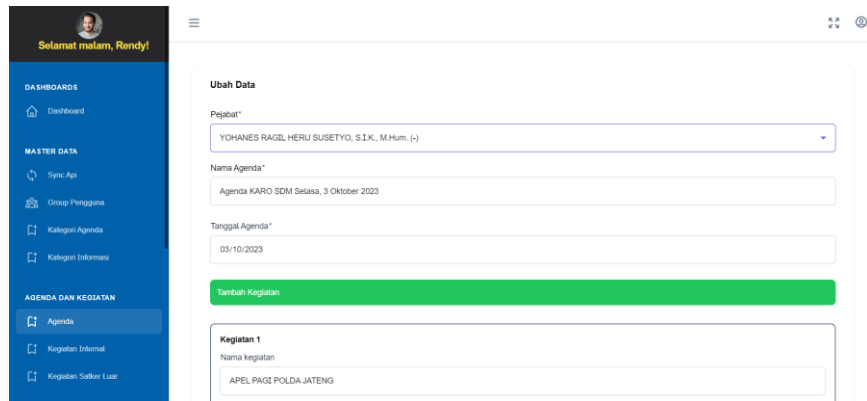 Selamat malam, Rendy!
DASHBOARDS
Dashboard
MASTER DATA
Sync Api
Group Pengguna
Kategori Agenda
Kategori Informasi
AGENDA DAN KEGIATAN
Agenda
Kegiatan Internal
Kegiatan Satker Luar
Ubah Data
Pejabat*
YOHANES RAGIL HERU SUSETYO, S.I.K., M.Hum. (-)
Nama Agenda*
Agenda KARO SDM Selasa, 3 Oktober 2023
Tanggal Agenda*
03/10/2023
Tambah Kegiatan
Kegiatan 1
Nama kegiatan
APEL PAGI POLDA JATENG